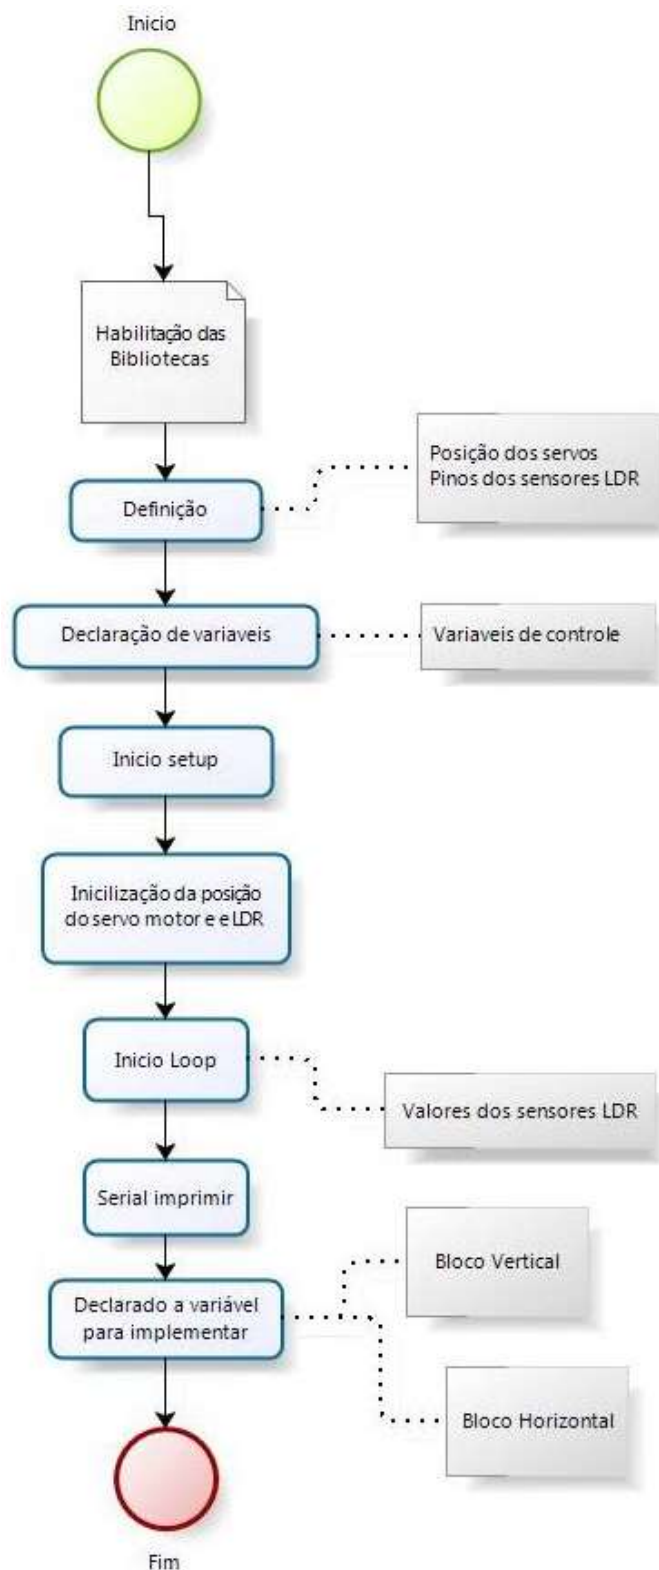 Inicio
Habilitação das
Bibliotecas
Posição dos servos
Pinos dos sensores LDR
Definição
Declaração de variaveis
Variaveis de controle
Inicio setup
Inicilização da posição
do servo motor e e LDR
Inicio Loop
Valores dos sensores LDR
Serial imprimir
Bloco Vertical
Declarado a variável
para implementar
Bloco Horizontal
Fim